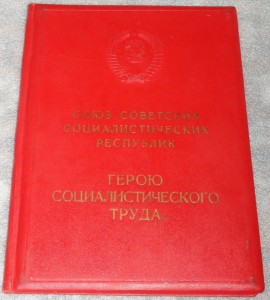 СОЮЗ СОВЕТСКИХ
СОЦИАЛИСТИЧЕСКИХ
РЕСПУБЛИК
ГЕРОЮ
СОЦИАЛИСТИЧЕСКОГО
ТРУДА